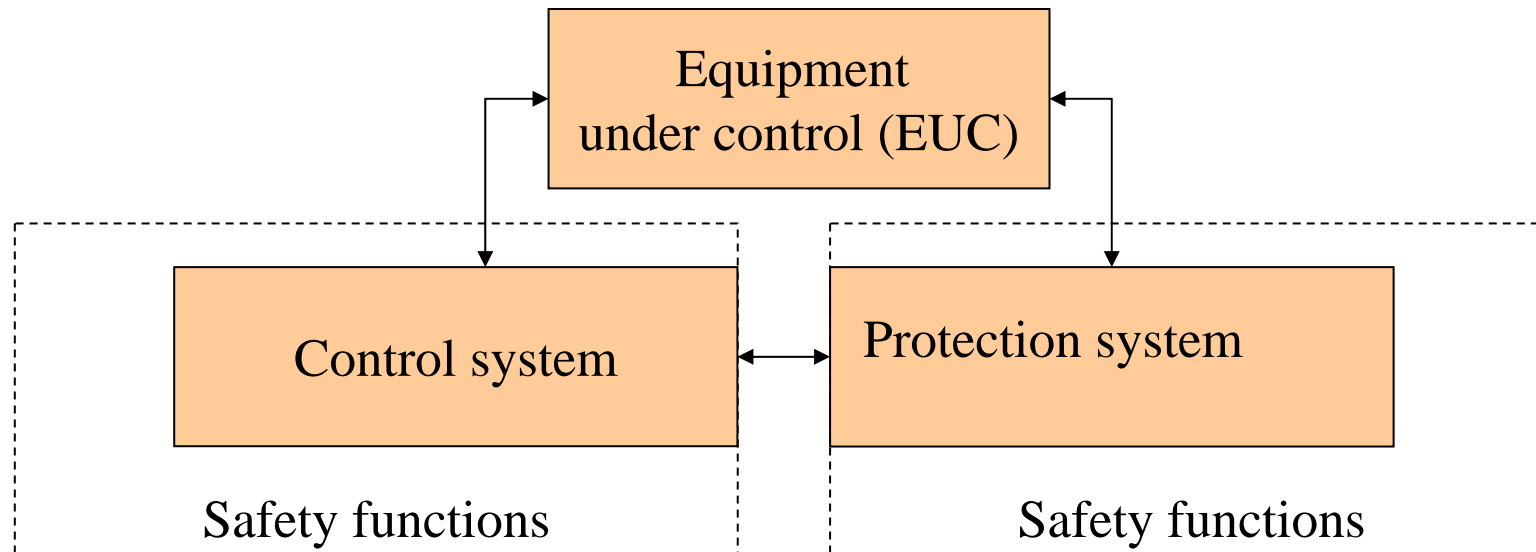 Equipment
under control (EUC)
Control system
Protection system
Safety functions
Safety functions